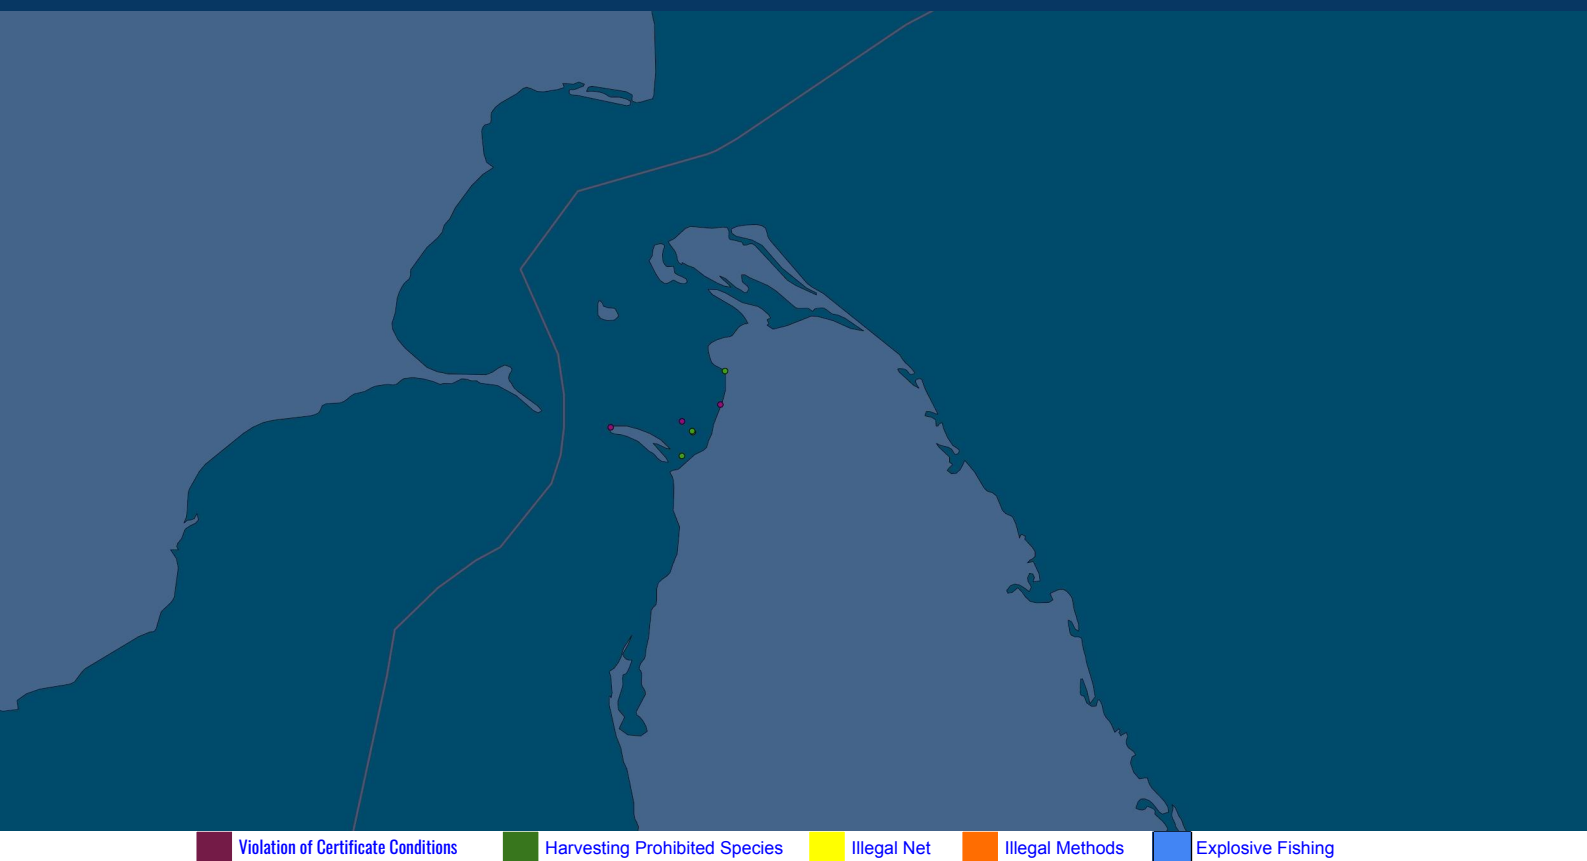 Violation of Certificate Conditions
Harvesting Prohibited Species
Illegal Net
Illegal Methods
Explosive Fishing